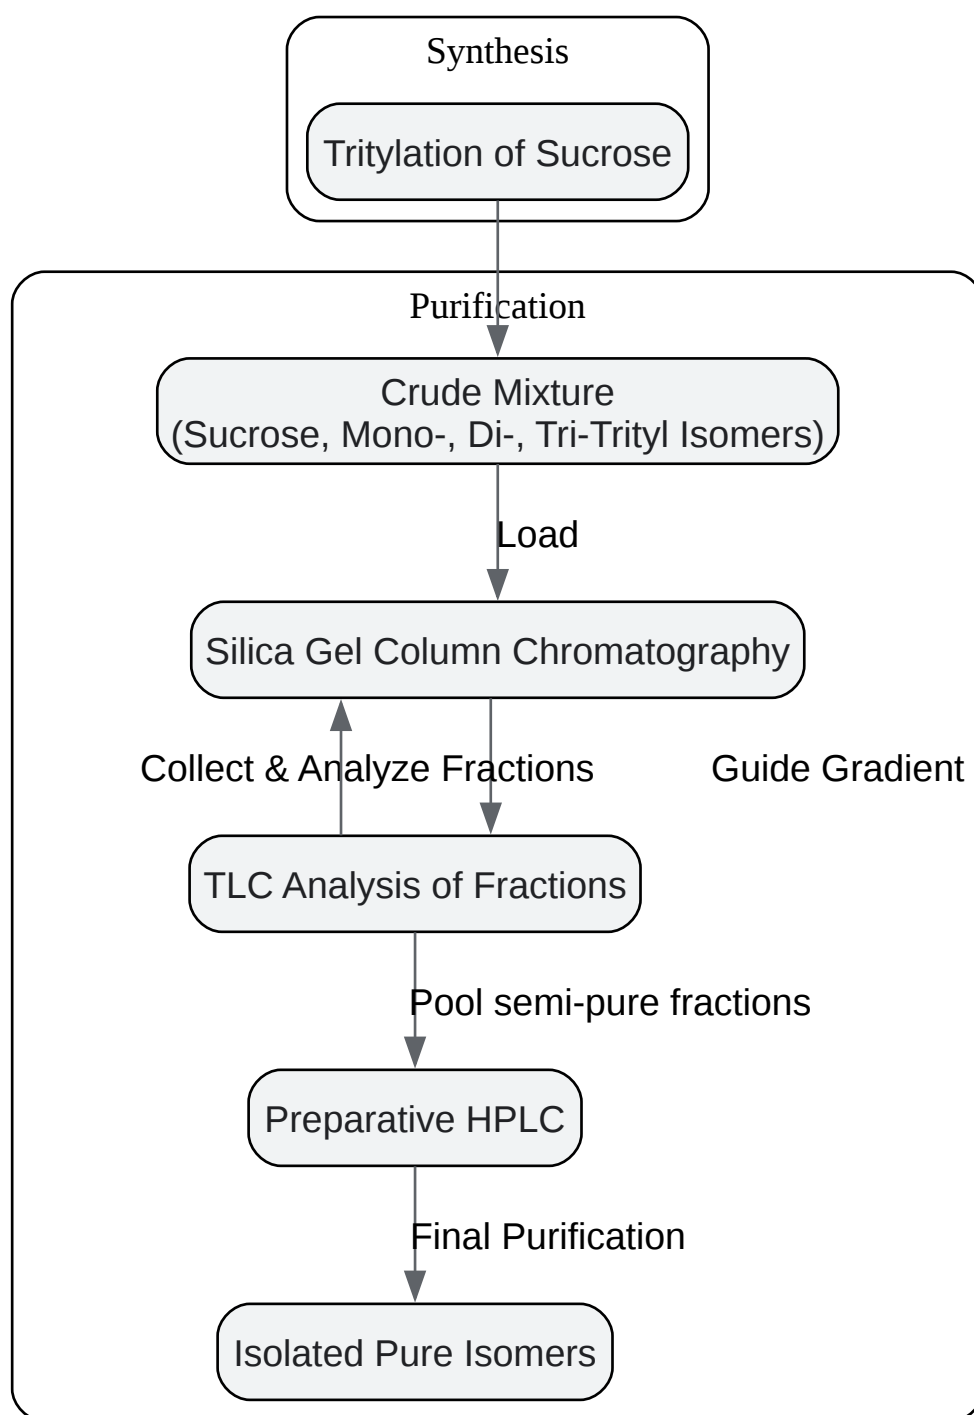 Synthesis
Tritylation of Sucrose
Purification
Crude Mixture
(Sucrose, Mono-, Di-, Tri-Trityl Isomers)
Load
Silica Gel Column Chromatography
Collect & Analyze Fractions
Guide Gradient
TLC Analysis of Fractions
Pool semi-pure fractions
Preparative HPLC
Final Purification
Isolated Pure Isomers